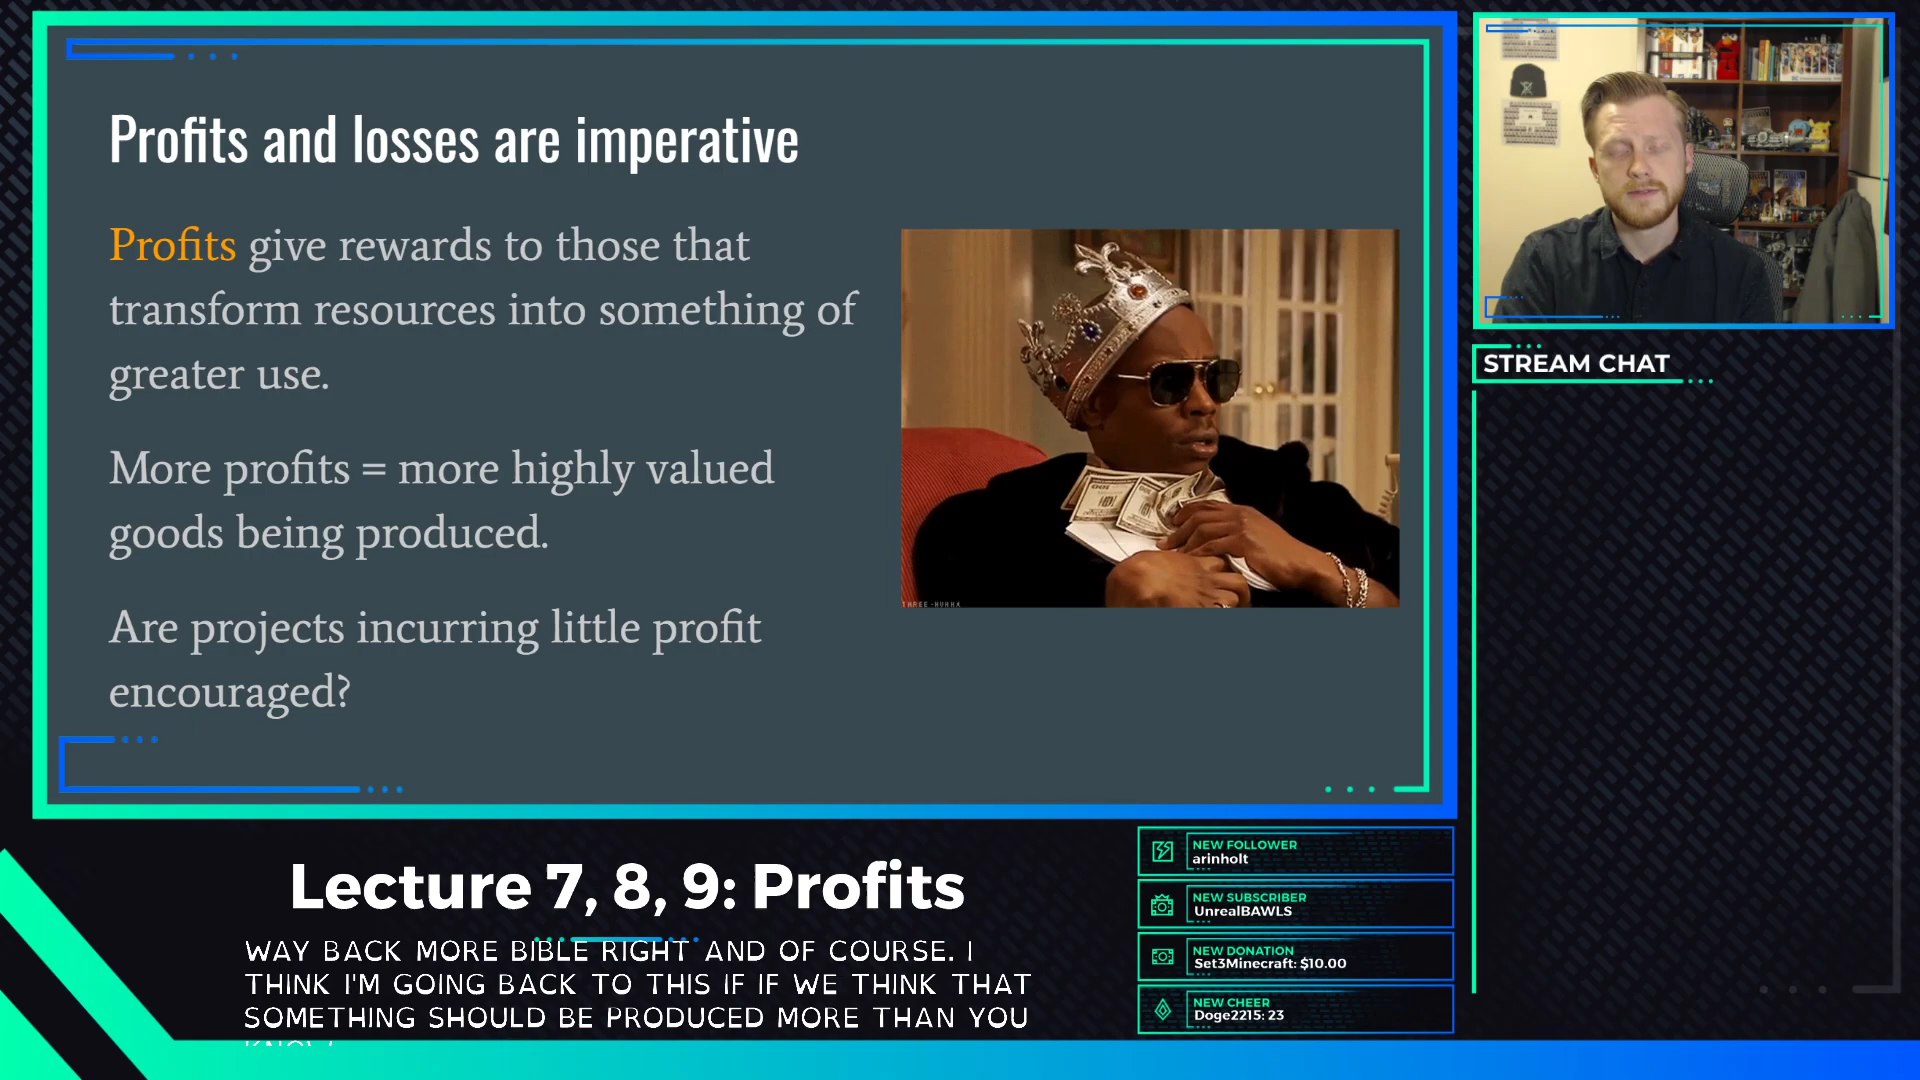 Profits and losses are imperative
Profits give rewards to those that
transform resources into something of
greater use.
More profits = more highly valued
goods being produced.
Are projects incurring little profit
encouraged?
STREAM CHAT
Lecture 7, 8, 9: Profits
WAY BACK MORE BIBLE RIGHT AND OF COURSE. I
THINK I'M GOING BACK TO THIS IF IF WE THINK THAT
SOMETHING SHOULD BE PRODUCED MORE THAN YOU
NEW FOLLOWER
arinholt
NEW SUBSCRIBER
UnrealBAWLS
NEW DONATION
Set3Minecraft: $10.00
NEW CHEER
Doge2215: 23